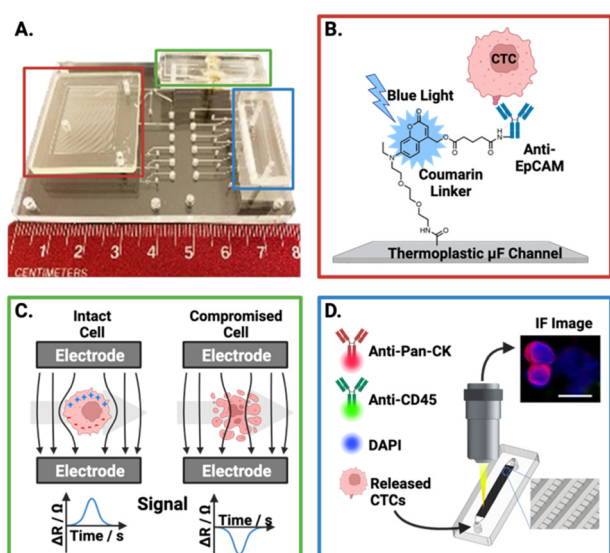 A.
1 2 3 4 5 6 7 8
CENTIMETERS
B.
CTC
Blue Light
Anti-
EpCAM
Coumarin
Linker
O
O
O
O
O
N
H
N
O
O
NH
O
Thermoplastic µF Channel
C.
Intact
Cell
Compromised
Cell
Electrode
Electrode
Electrode
Electrode
Signal
ΔR / Ω
Time / s
ΔR / Ω
Time / s
D.
IF Image
Anti-Pan-CK
Anti-CD45
DAPI
Released
CTCs